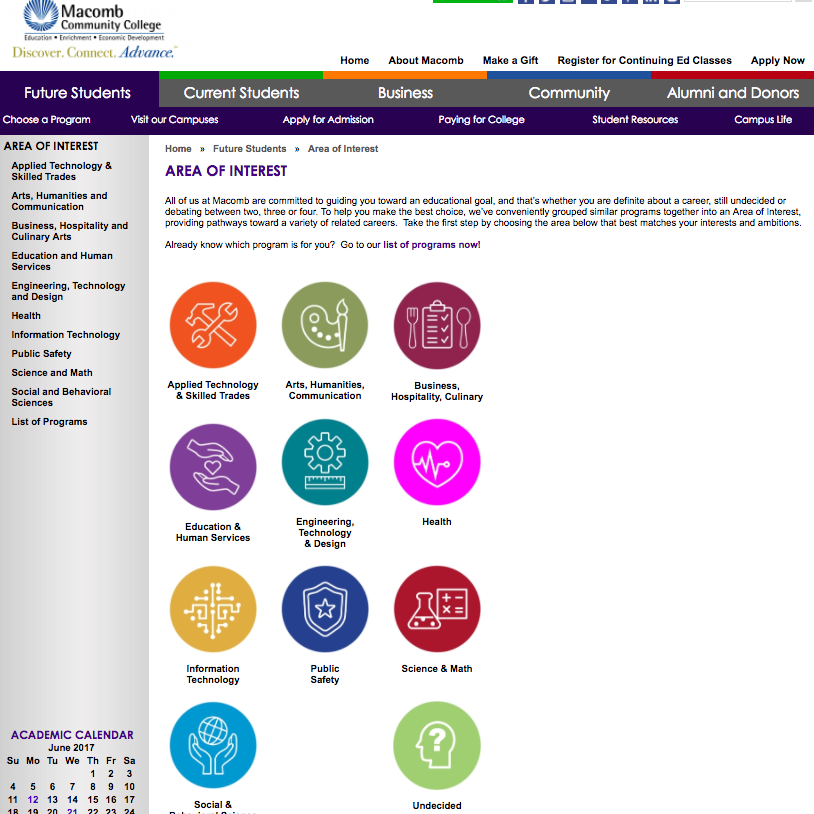 Macomb
Community College
Education • Enrichment • Economic Development
Discover. Connect. Advance.
Home About Macomb Make a Gift Register for Continuing Ed Classes Apply Now
Future Students Current Students Business Community Alumni and Donors
Choose a Program Visit our Campuses Apply for Admission Paying for College Student Resources Campus Life
AREA OF INTEREST
Applied Technology &
Skilled Trades
Arts, Humanities and
Communication
Business, Hospitality and
Culinary Arts
Education and Human
Services
Engineering, Technology
and Design
Health
Information Technology
Public Safety
Science and Math
Social and Behavioral
Sciences
List of Programs
Home » Future Students » Area of Interest
AREA OF INTEREST
All of us at Macomb are committed to guiding you toward an educational goal, and that's whether you are definite about a career, still undecided or
debating between two, three or four. To help you make the best choice, we've conveniently grouped similar programs together into an Area of Interest,
providing pathways toward a variety of related careers. Take the first step by choosing the area below that best matches your interests and ambitions.
Already know which program is for you? Go to our list of programs now!
Applied Technology
& Skilled Trades
Arts, Humanities,
Communication
Business,
Hospitality, Culinary
Education &
Human Services
Engineering,
Technology
& Design
Health
Information
Technology
Public
Safety
Science & Math
Social &
Undecided
ACADEMIC CALENDAR
June 2017
Su Mo Tu We Th Fr Sa
1 2 3
4 5 6 7 8 9 10
11 12 13 14 15 16 17
18 19 20 21 22 23 24